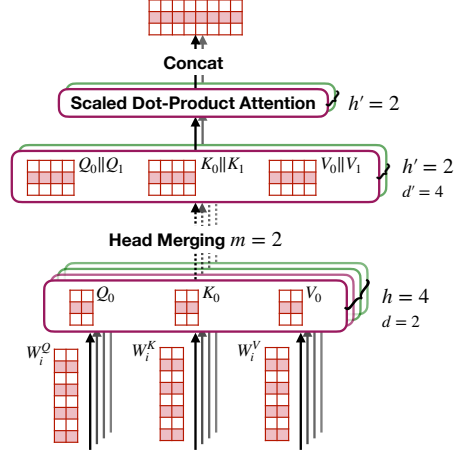 Concat
Scaled Dot-Product Attention h′ = 2
Q₀||Q₁ K₀||K₁ V₀||V₁ h′ = 2
d′ = 4
Head Merging m = 2
Q₀ K₀ V₀ h = 4
d = 2
W_i^Q W_i^K W_i^V